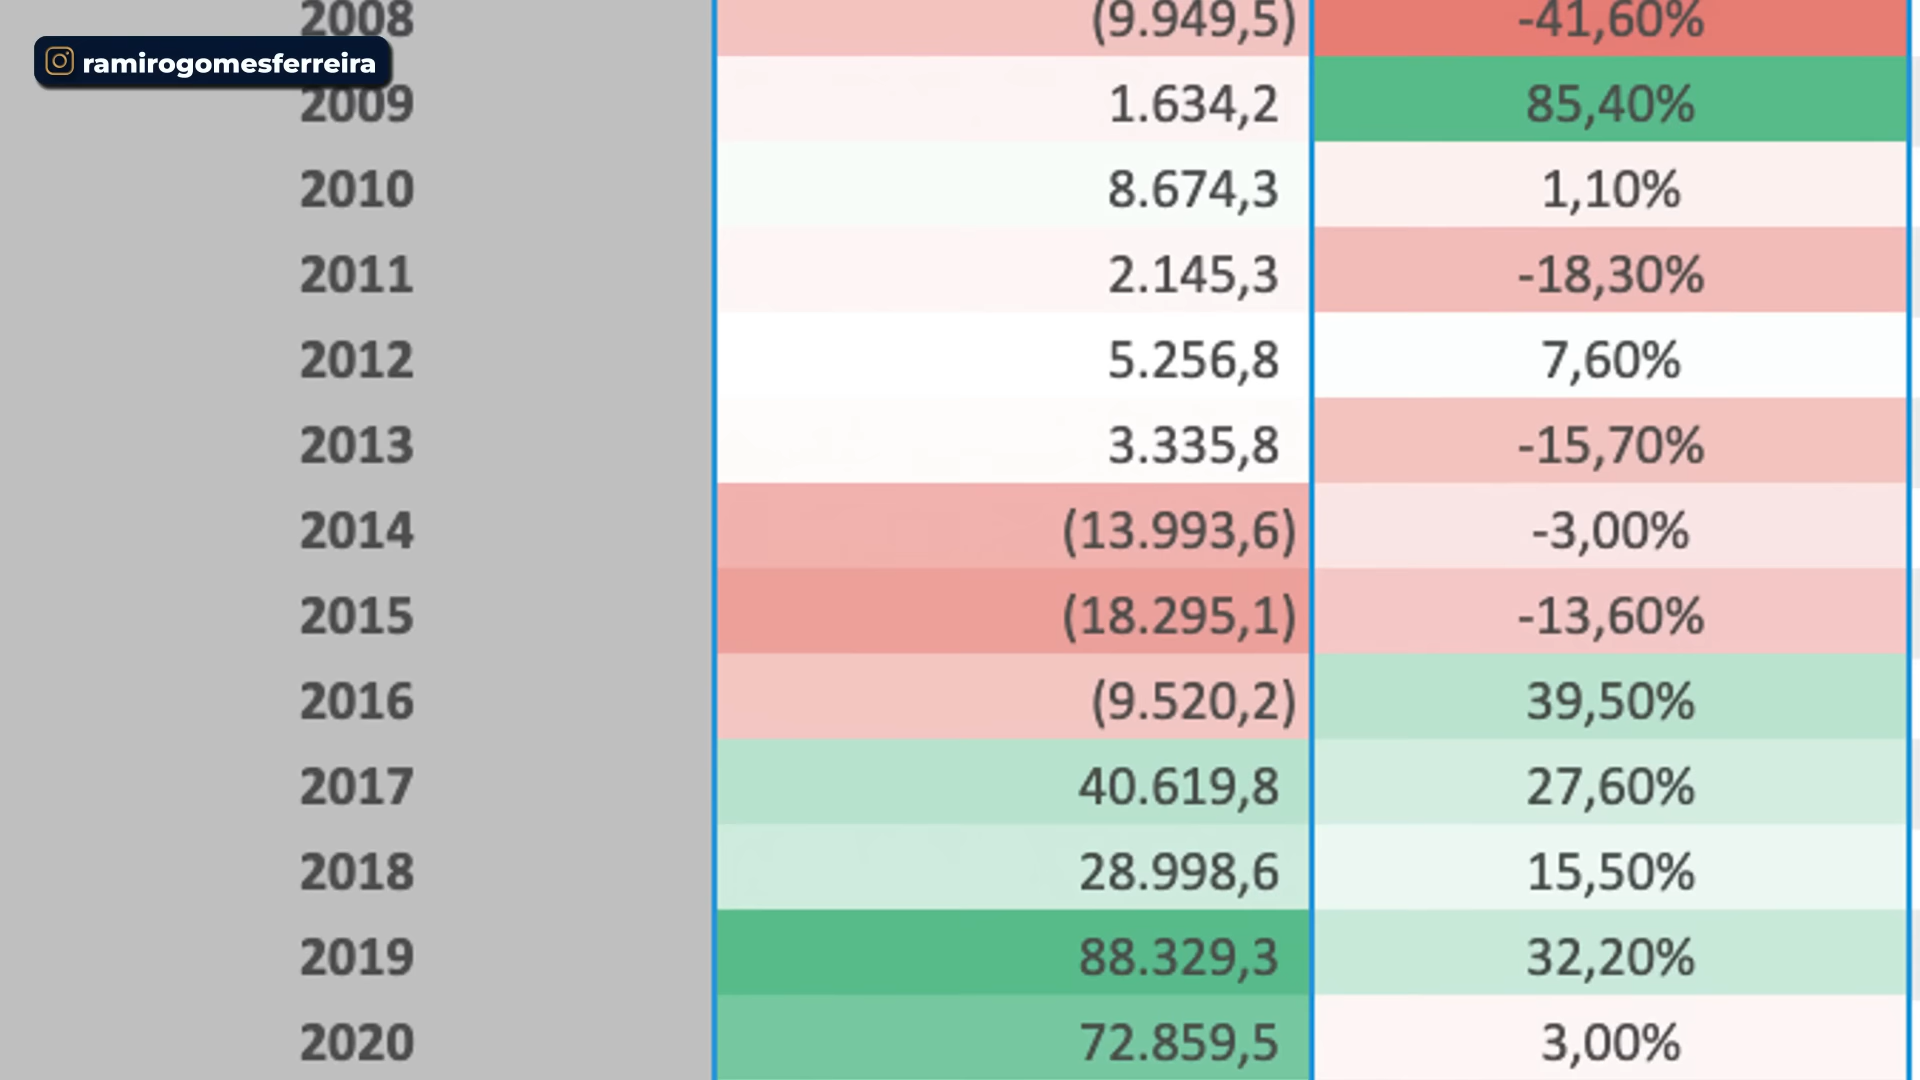 2008 (9.949,5) -41,60%
ramirogomesferreira
2009 1.634,2 85,40%
2010 8.674,3 1,10%
2011 2.145,3 -18,30%
2012 5.256,8 7,60%
2013 3.335,8 -15,70%
2014 (13.993,6) -3,00%
2015 (18.295,1) -13,60%
2016 (9.520,2) 39,50%
2017 40.619,8 27,60%
2018 28.998,6 15,50%
2019 88.329,3 32,20%
2020 72.859,5 3,00%